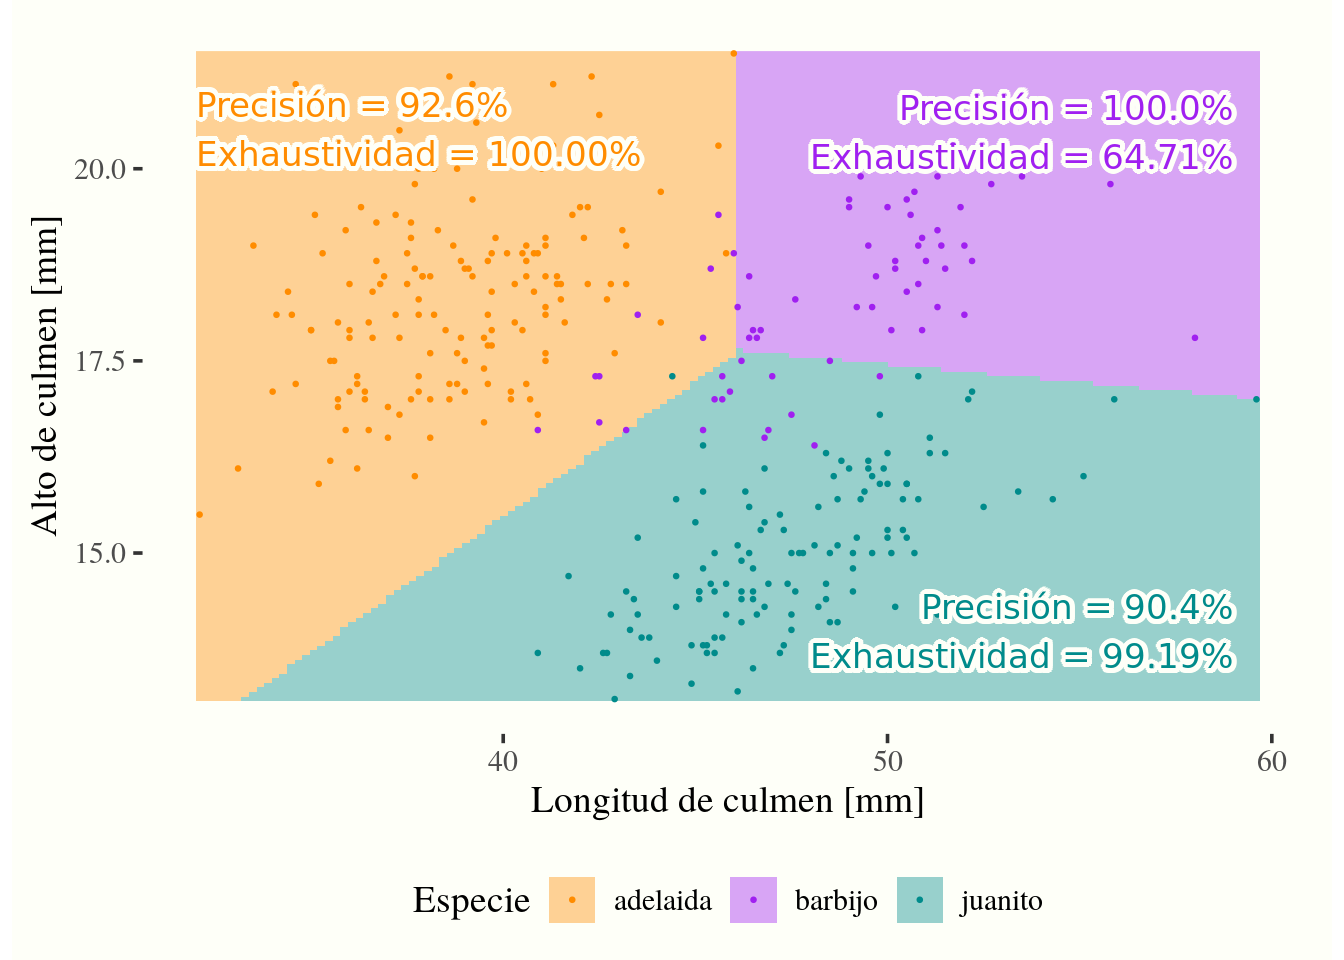 Precisión = 92.6%
Exhaustividad = 100.00%
Precisión = 100.0%
Exhaustividad = 64.71%
Precisión = 90.4%
Exhaustividad = 99.19%
Alto de culmen [mm]
20.0
17.5
15.0
40
50
60
Longitud de culmen [mm]
Especie
adelaida
barbijo
juanito